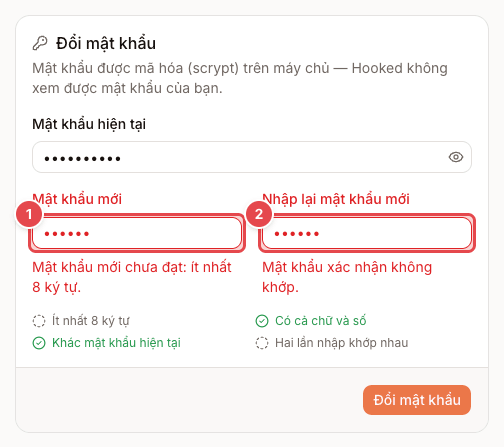 Đổi mật khẩu
Mật khẩu được mã hóa (scrypt) trên máy chủ — Hooked không
xem được mật khẩu của bạn.
Mật khẩu hiện tại
••••••••••
Mật khẩu mới
Nhập lại mật khẩu mới
1
2
••••••
••••••
Mật khẩu mới chưa đạt: ít nhất
8 ký tự.
Mật khẩu xác nhận không
khớp.
Ít nhất 8 ký tự
Có cả chữ và số
Khác mật khẩu hiện tại
Hai lần nhập khớp nhau
Đổi mật khẩu